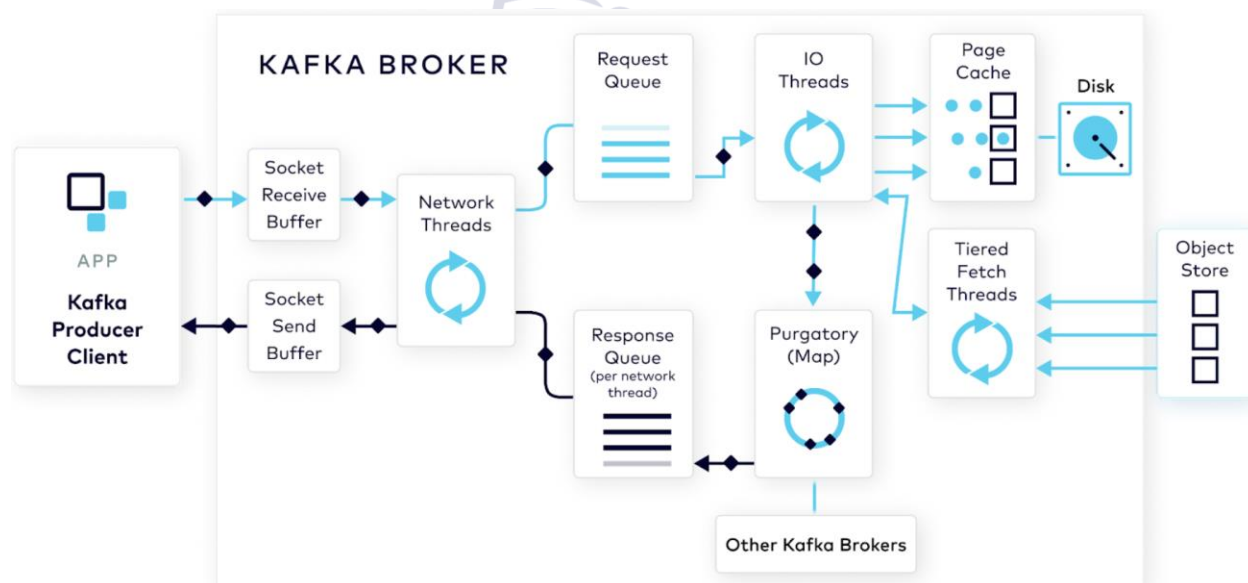 KAFKA BROKER
APP
Kafka
Producer
Client
Socket
Receive
Buffer
Socket
Send
Buffer
Network
Threads
Request
Queue
Response
Queue
(per network
thread)
IO
Threads
Purgatory
(Map)
Other Kafka Brokers
Page
Cache
Disk
Tiered
Fetch
Threads
Object
Store